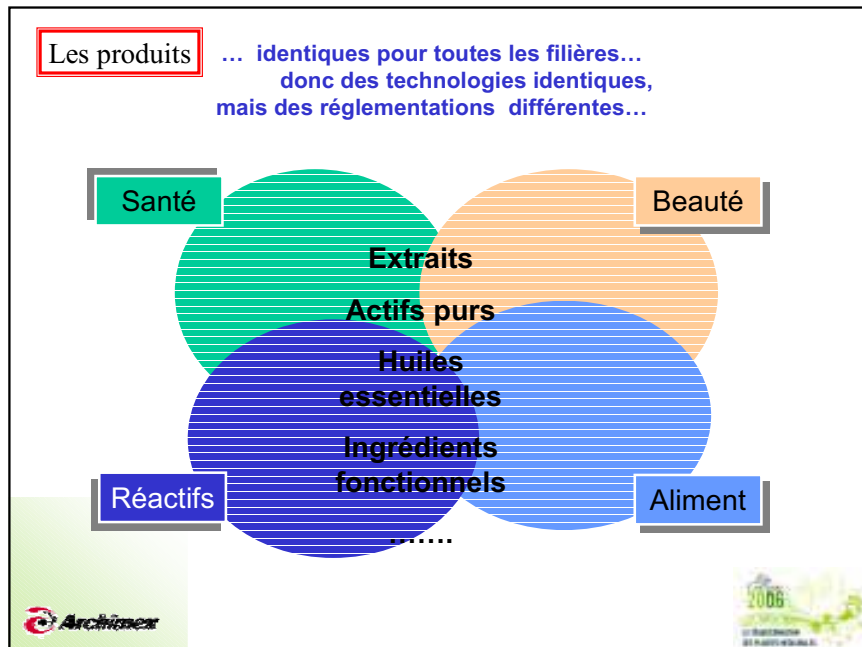 Les produits
… identiques pour toutes les filières…
donc des technologies identiques,
mais des réglementations différentes…
Santé
Beauté
Extraits
Actifs purs
Huiles
essentielles
Ingrédients
fonctionnels
…….
Réactifs
Aliment
Archimex
2006